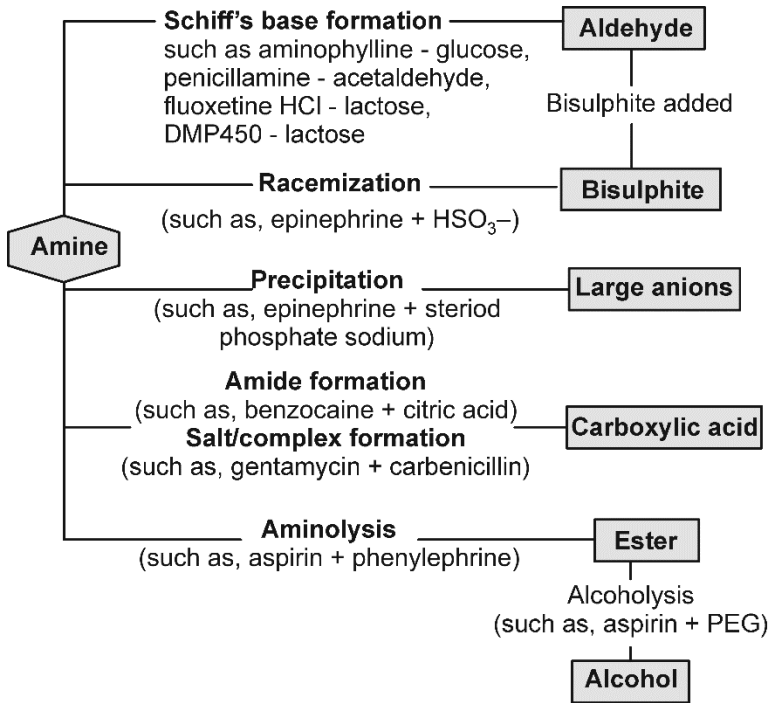 Schiff's base formation
such as aminophylline - glucose,
penicillamine - acetaldehyde,
fluoxetine HCl - lactose,
DMP450 - lactose
Aldehyde
Bisulphite added
Racemization
(such as, epinephrine + HSO₃–)
Bisulphite
Amine
Precipitation
(such as, epinephrine + steriod
phosphate sodium)
Large anions
Amide formation
(such as, benzocaine + citric acid)
Salt/complex formation
(such as, gentamycin + carbenicillin)
Carboxylic acid
Aminolysis
(such as, aspirin + phenylephrine)
Ester
Alcoholysis
(such as, aspirin + PEG)
Alcohol